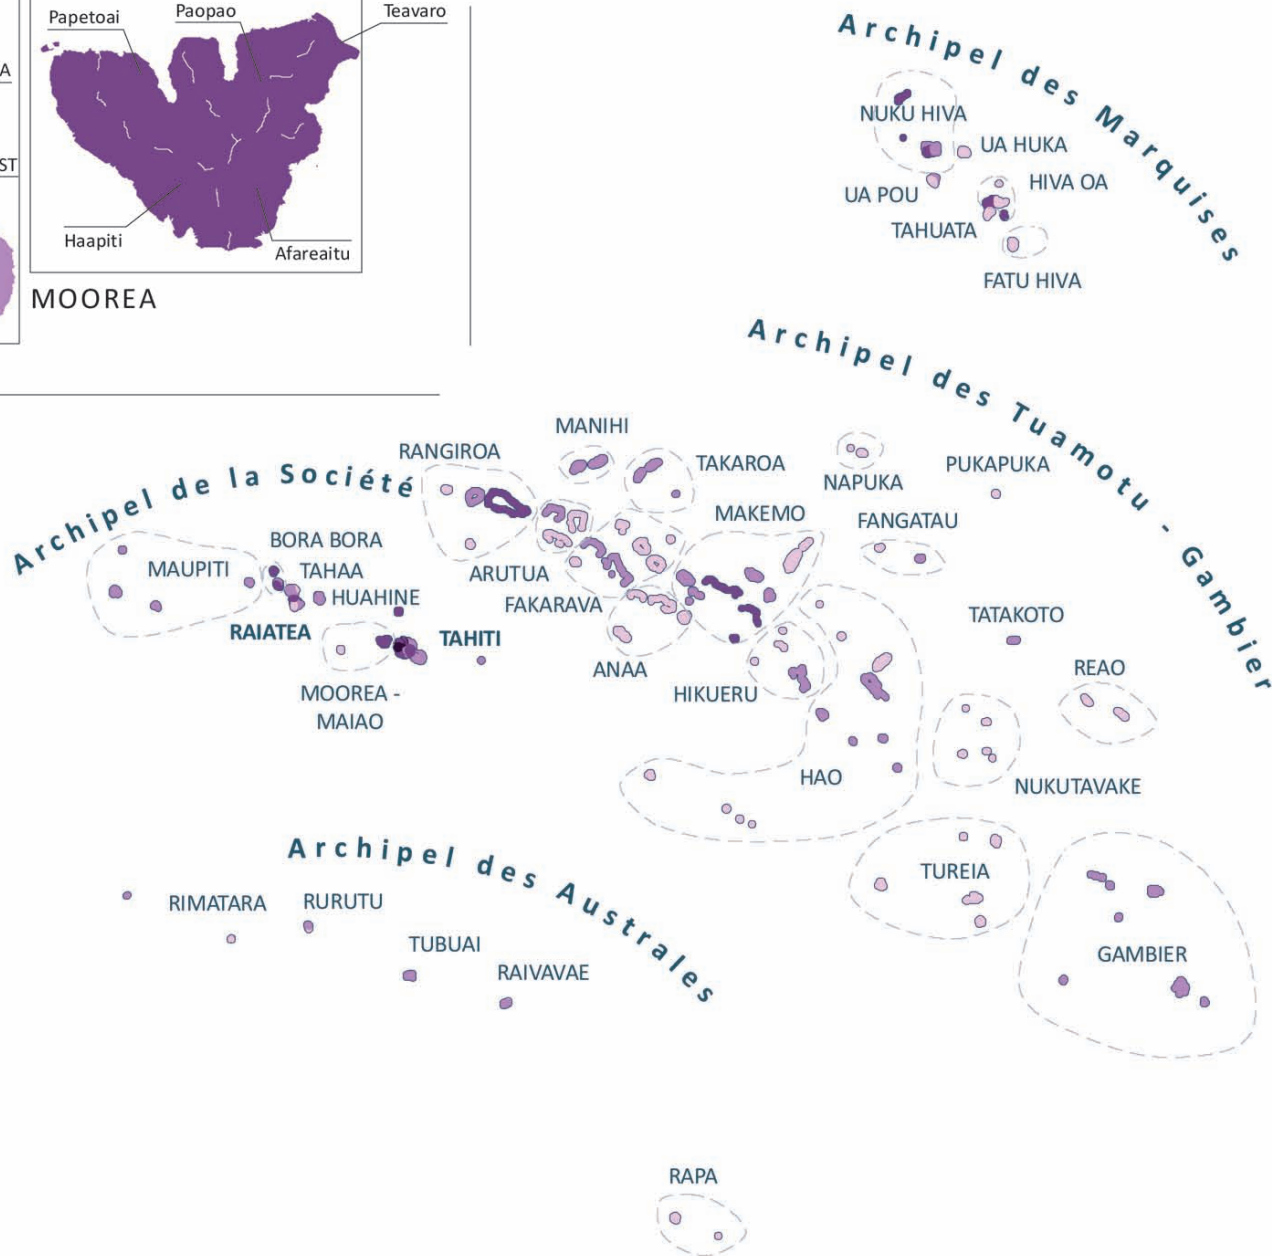 Papetoai
Paopao
Teavaro
A
ST
Haapiti
Afareaitu
MOOREA
Archipel des Marquises
NUKU HIVA
UA HUKA
HIVA OA
UA POU
TAHUATA
FATU HIVA
Archipel des Tuamotu - Gambier
MANIHI
RANGIROA
TAKAROA
NAPUKA
PUKAPUKA
Archipel de la Société
MAKEMO
FANGATAU
BORA BORA
MAUPITI
TAHAA
ARUTUA
HUAHINE
FAKARAVA
TATAKOTO
RAIATEA
TAHITI
ANAA
REAO
MOOREA -
MAIAO
HIKUERU
HAO
NUKUTAVAKE
Archipel des Australes
TUREIA
RIMATARA
RURUTU
TUBUAI
GAMBIER
RAIVAVAE
RAPA